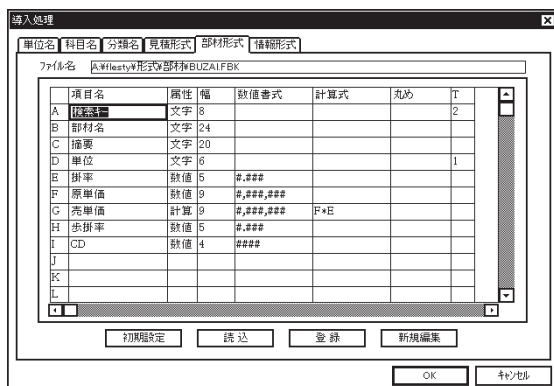 導入処理
単位名 科目名 分類名 見積形式 部材形式 情報形式
ファイル名 A:¥flesty¥形式¥部材¥BUZAI.FBK
項目名 属性 幅 数値書式 計算式 丸め T
A 検索キー 文字 8 2
B 部材名 文字 24
C 摘要 文字 20
D 単位 文字 6 1
E 掛率 数値 5 #.###
F 原単価 数値 9 #,###,###
G 売単価 計算 9 #,###,### F*E
H 歩掛率 数値 5 #.###
I CD 数値 4 ####
J
K
L
初期設定 読込 登録 新規編集
OK キャンセル